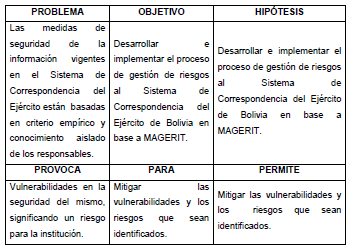 PROBLEMA
OBJETIVO
HIPÓTESIS
Las medidas de
seguridad de la
información vigentes
en el Sistema de
Correspondencia del
Ejército están basadas
en criterio empírico y
conocimiento aislado
de los responsables.
Desarrollar e
implementar el proceso
de gestión de riesgos
al Sistema de
Correspondencia del
Ejército de Bolivia en
base a MAGERIT.
Desarrollar e implementar el
proceso de gestión de riesgos
al Sistema de
Correspondencia del Ejército
de Bolivia en base a
MAGERIT.
PROVOCA
PARA
PERMITE
Vulnerabilidades en la
seguridad del mismo,
significando un riesgo
para la institución.
Mitigar las
vulnerabilidades y los
riesgos que sean
identificados.
Mitigar las vulnerabilidades y
los riesgos que sean
identificados.